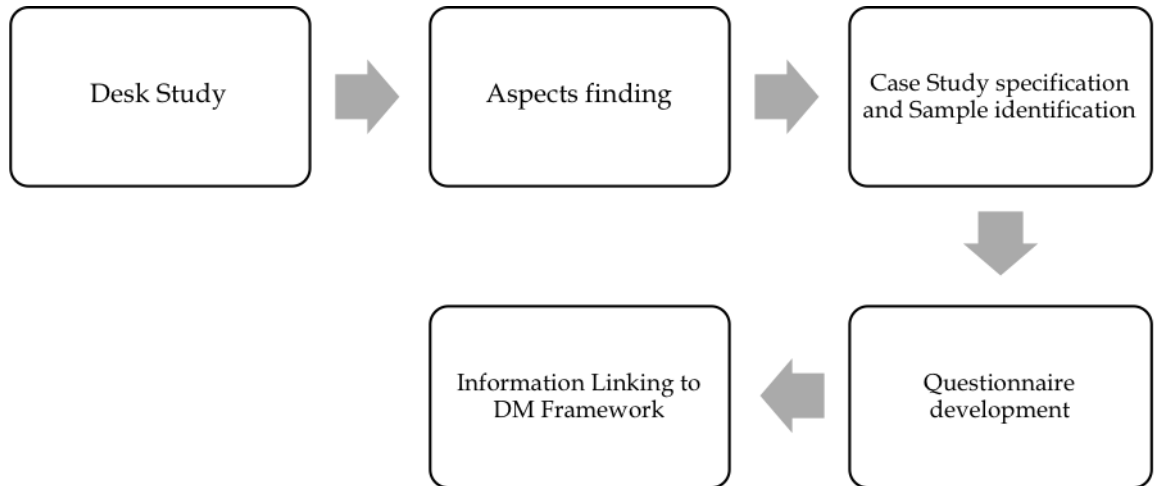 Desk Study
Aspects finding
Case Study specification
and Sample identification
Information Linking to
DM Framework
Questionnaire
development